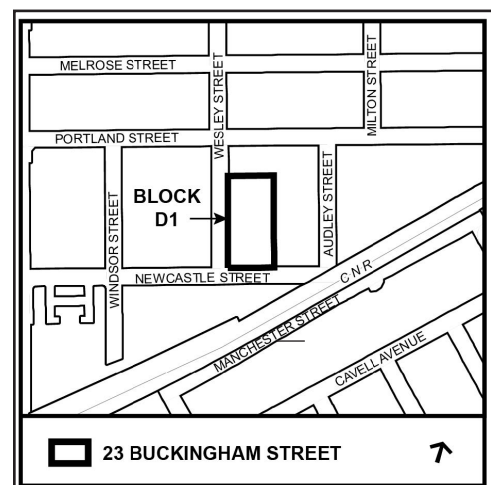 MELROSE STREET
WESLEY STREET
MILTON STREET
PORTLAND STREET
BLOCK
D1
WINDSOR STREET
AUDLEY STREET
NEWCASTLE STREET
CNR
MANCHESTER STREET
CAVELL AVENUE
23 BUCKINGHAM STREET